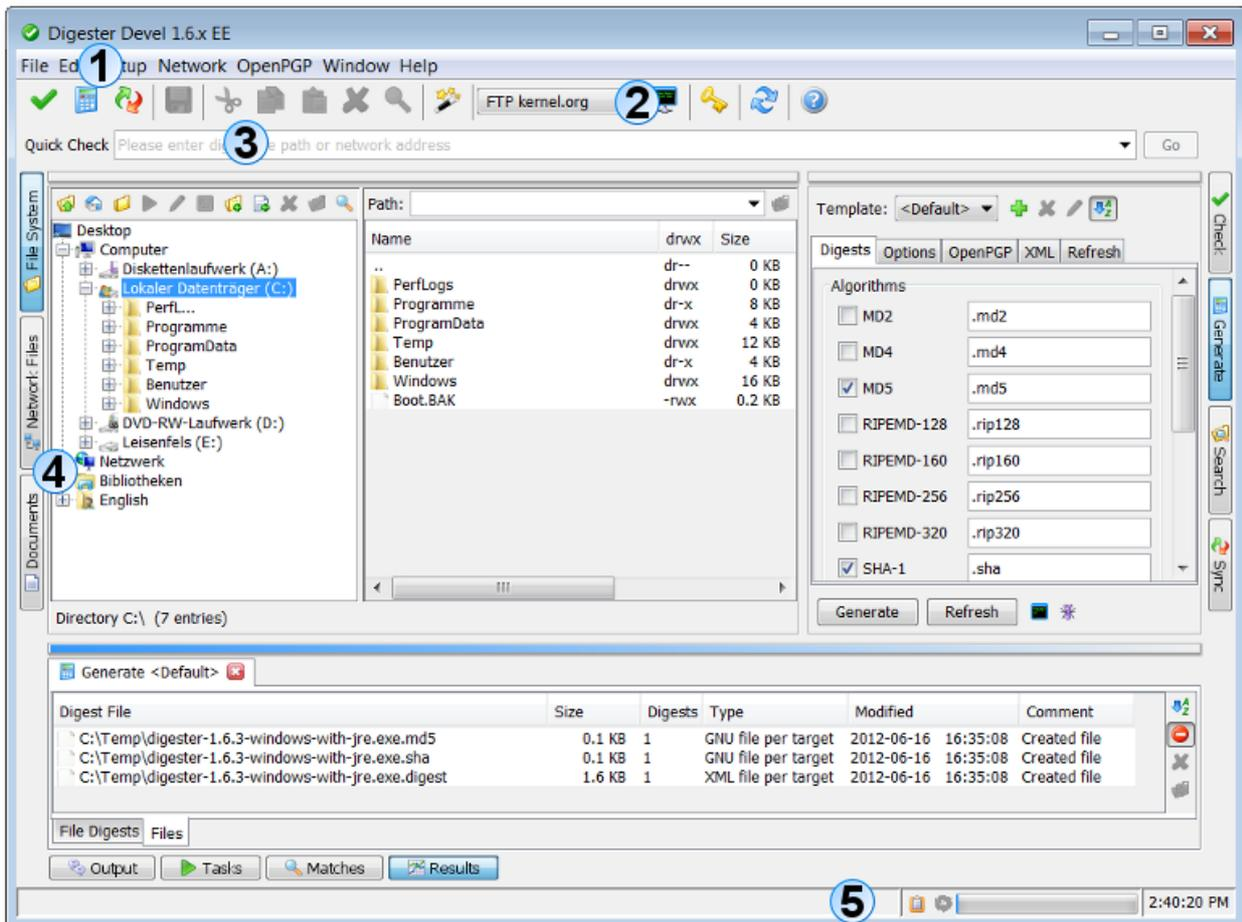 Digester Devel 1.6.x EE
File Ed 1 tup Network OpenPGP Window Help
FTP kernel.org 2
Quick Check Please enter di 3 e path or network address Go
File System
Network Files
Documents
4
Desktop
Computer
Diskettenlaufwerk (A:)
Lokaler Datenträger (C:)
PerfL...
Programme
ProgramData
Temp
Benutzer
Windows
DVD-RW-Laufwerk (D:)
Leisenfels (E:)
Netzwerk
Bibliotheken
English
Path:
Name drwx Size
.. dr-- 0 KB
PerfLogs drwx 0 KB
Programme dr-x 8 KB
ProgramData drwx 4 KB
Temp drwx 12 KB
Benutzer dr-x 4 KB
Windows drwx 16 KB
Boot.BAK -rwx 0.2 KB
Directory C:\ (7 entries)
Template: <Default>
Digests Options OpenPGP XML Refresh
Algorithms
MD2 .md2
MD4 .md4
MD5 .md5
RIPEMD-128 .rip128
RIPEMD-160 .rip160
RIPEMD-256 .rip256
RIPEMD-320 .rip320
SHA-1 .sha
Generate Refresh
Check
Generate
Search
Sync
Generate <Default>
Digest File Size Digests Type Modified Comment
C:\Temp\digester-1.6.3-windows-with-jre.exe.md5 0.1 KB 1 GNU file per target 2012-06-16 16:35:08 Created file
C:\Temp\digester-1.6.3-windows-with-jre.exe.sha 0.1 KB 1 GNU file per target 2012-06-16 16:35:08 Created file
C:\Temp\digester-1.6.3-windows-with-jre.exe.digest 1.6 KB 1 XML file per target 2012-06-16 16:35:08 Created file
File Digests Files
Output Tasks Matches Results
5 2:40:20 PM